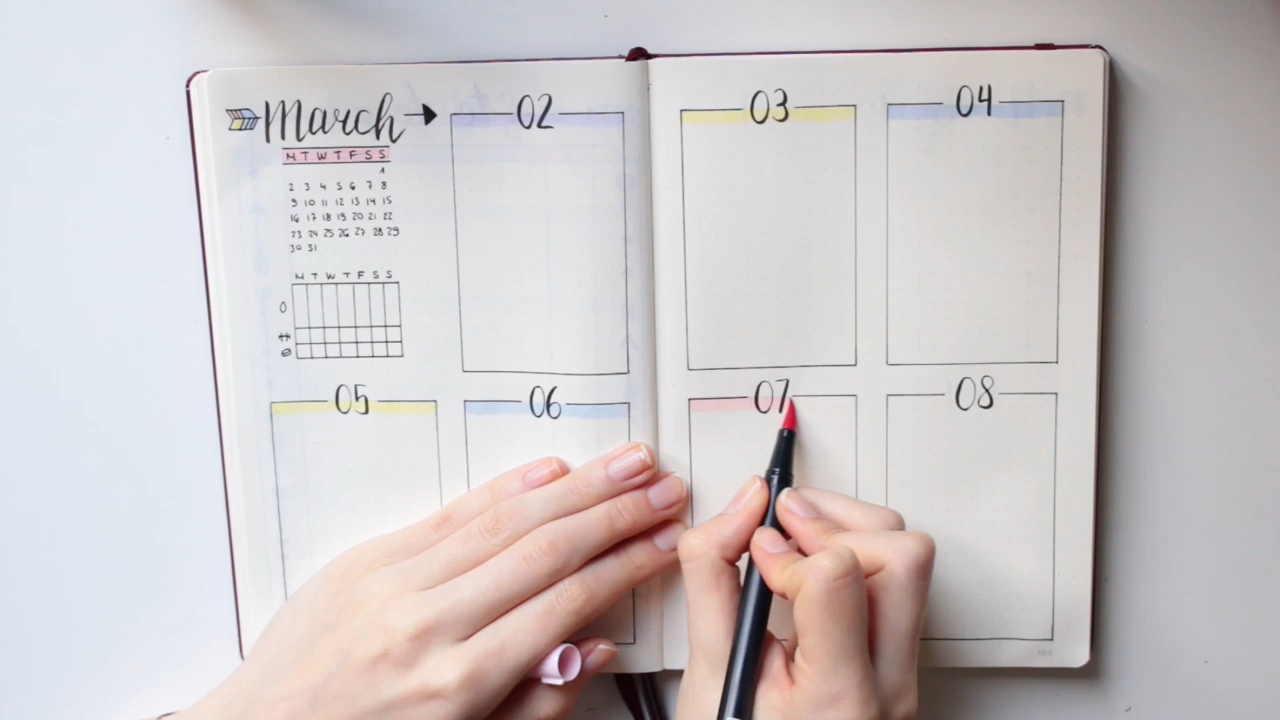 March
M T W T F S S
1
2 3 4 5 6 7 8
9 10 11 12 13 14 15
16 17 18 19 20 21 22
23 24 25 26 27 28 29
30 31
M T W T F S S
02
03
04
05
06
07
08